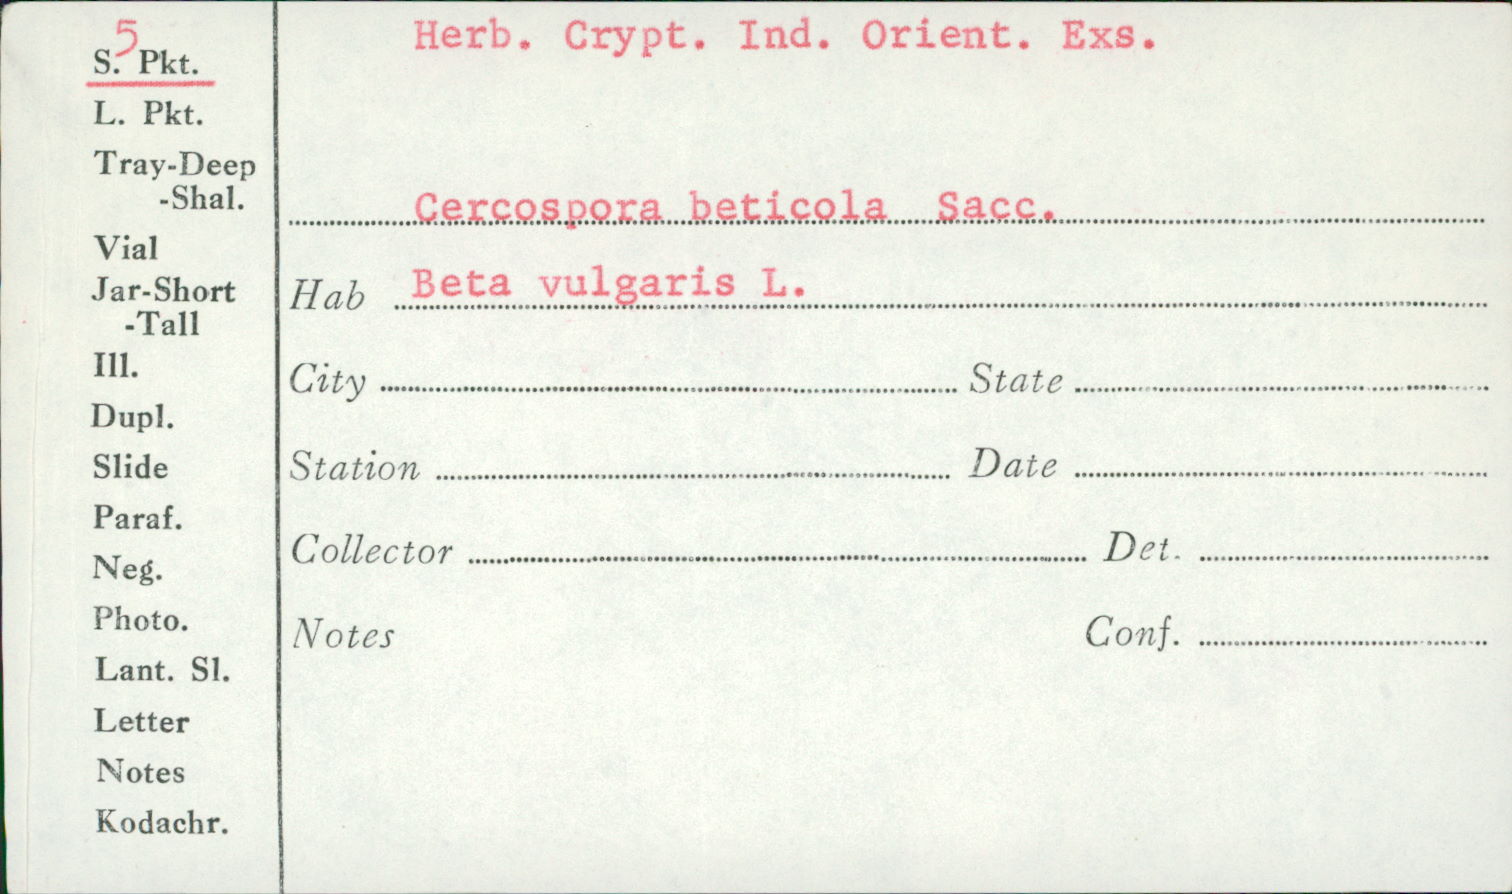 5
S. Pkt.
L. Pkt.
Tray-Deep
-Shal.
Vial
Jar-Short
-Tall
Ill.
Dupl.
Slide
Paraf.
Neg.
Photo.
Lant. Sl.
Letter
Notes
Kodachr.
Herb. Crypt. Ind. Orient. Exs.
Cercospora beticola Sacc.
Hab Beta vulgaris L.
City State
Station Date
Collector Det.
Notes Conf.